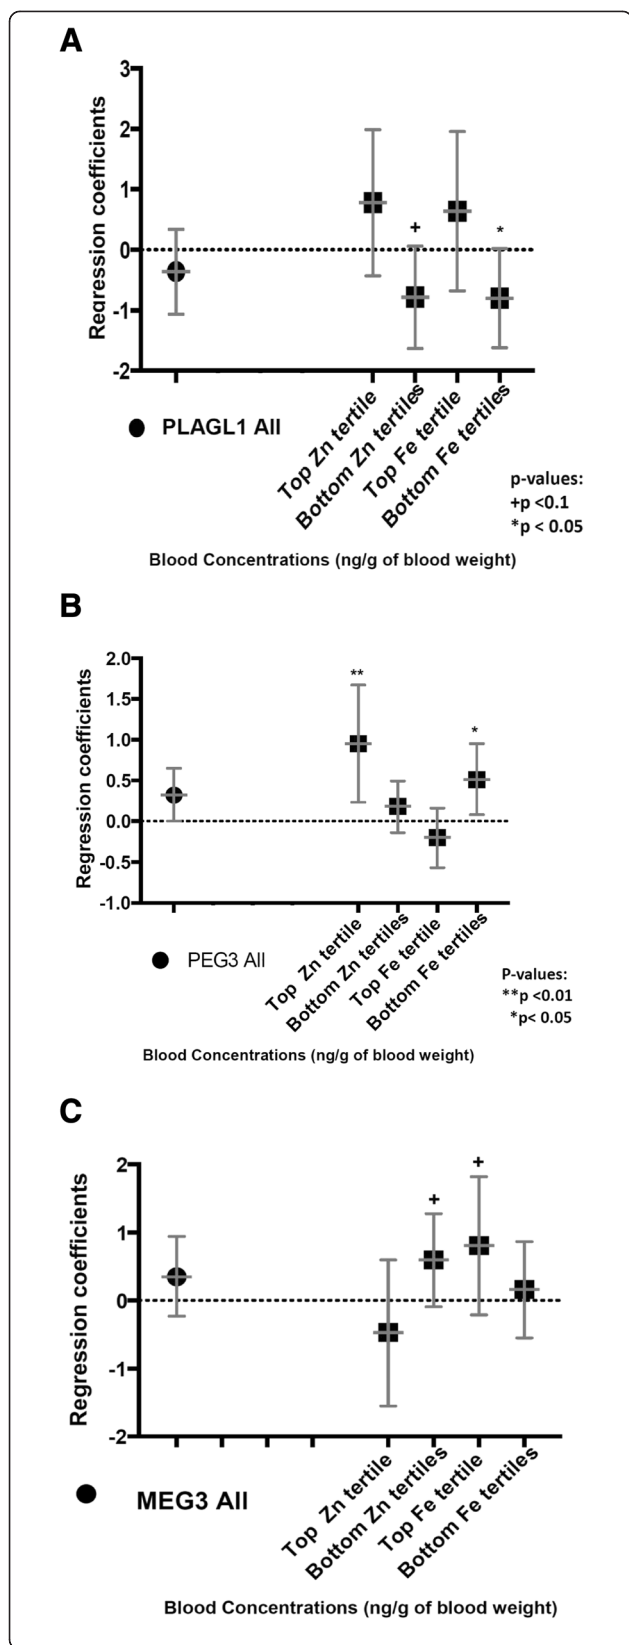 A
3
2
1
0
-1
-2
Regression coefficients
+
*
PLAGL1 All
Top Zn tertile
Bottom Zn tertiles
Top Fe tertile
Bottom Fe tertiles
p-values:
+p <0.1
*p < 0.05
Blood Concentrations (ng/g of blood weight)
B
2.0
1.5
1.0
0.5
0.0
-0.5
-1.0
Regression coefficients
**
*
PEG3 All
Top Zn tertile
Bottom Zn tertiles
Top Fe tertile
Bottom Fe tertiles
P-values:
**p <0.01
*p< 0.05
Blood Concentrations (ng/g of blood weight)
C
2
1
0
-1
-2
Regression coefficients
+
+
MEG3 All
Top Zn tertile
Bottom Zn tertiles
Top Fe tertile
Bottom Fe tertiles
Blood Concentrations (ng/g of blood weight)